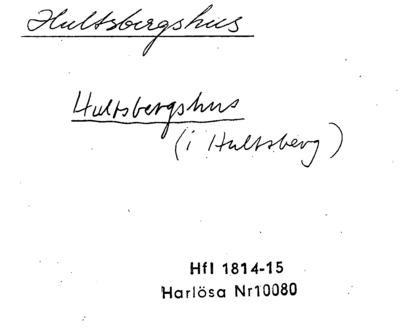 Hultsbergshus
Hultsbergshus
(i Hultsberg)
Hfl 1814-15
Harlösa Nr10080